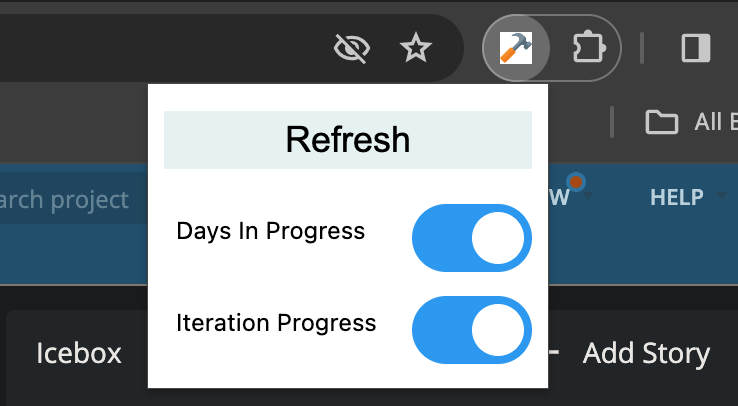 All
arch project
W
HELP
Refresh
Days In Progress
Iteration Progress
Icebox
Add Story